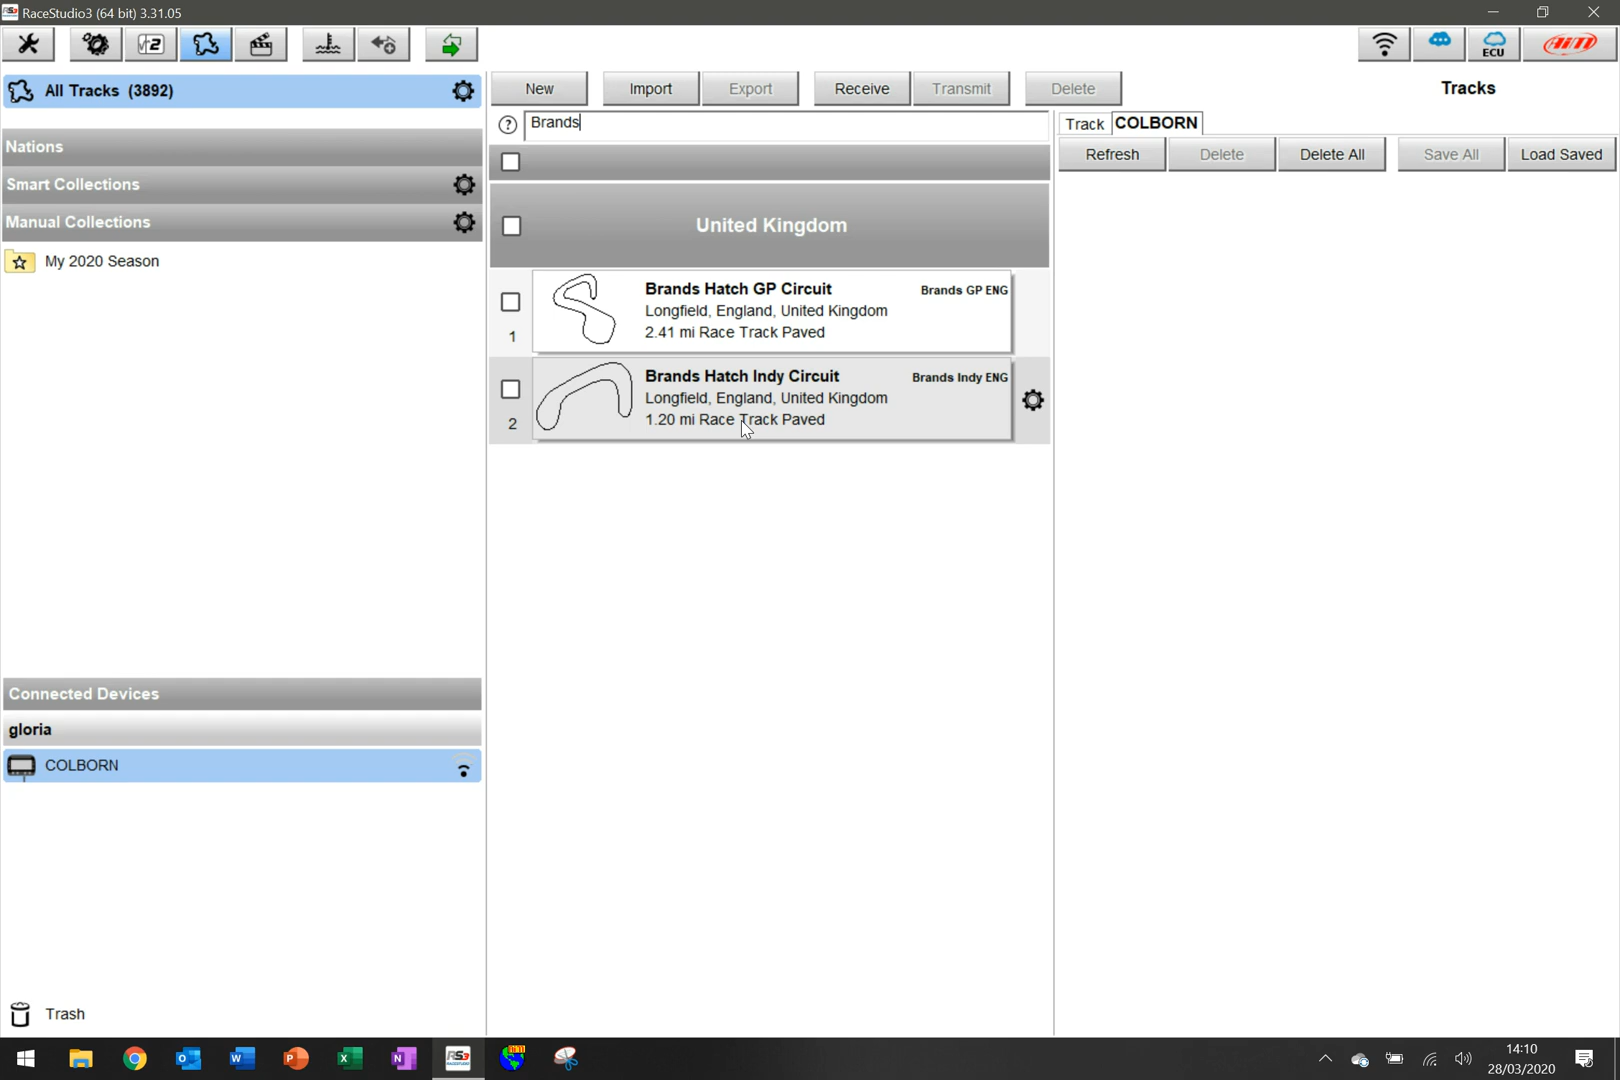 RS3 RaceStudio3 (64 bit) 3.31.05
√2
ECU
AiM
All Tracks (3892)
Nations
Smart Collections
Manual Collections
My 2020 Season
Connected Devices
gloria
COLBORN
Trash
New Import Export Receive Transmit Delete
? Brands
United Kingdom
Brands Hatch GP Circuit Brands GP ENG
Longfield, England, United Kingdom
2.41 mi Race Track Paved
1
Brands Hatch Indy Circuit Brands Indy ENG
Longfield, England, United Kingdom
1.20 mi Race Track Paved
2
Tracks
Track COLBORN
Refresh Delete Delete All Save All Load Saved
RS3
14:10
28/03/2020